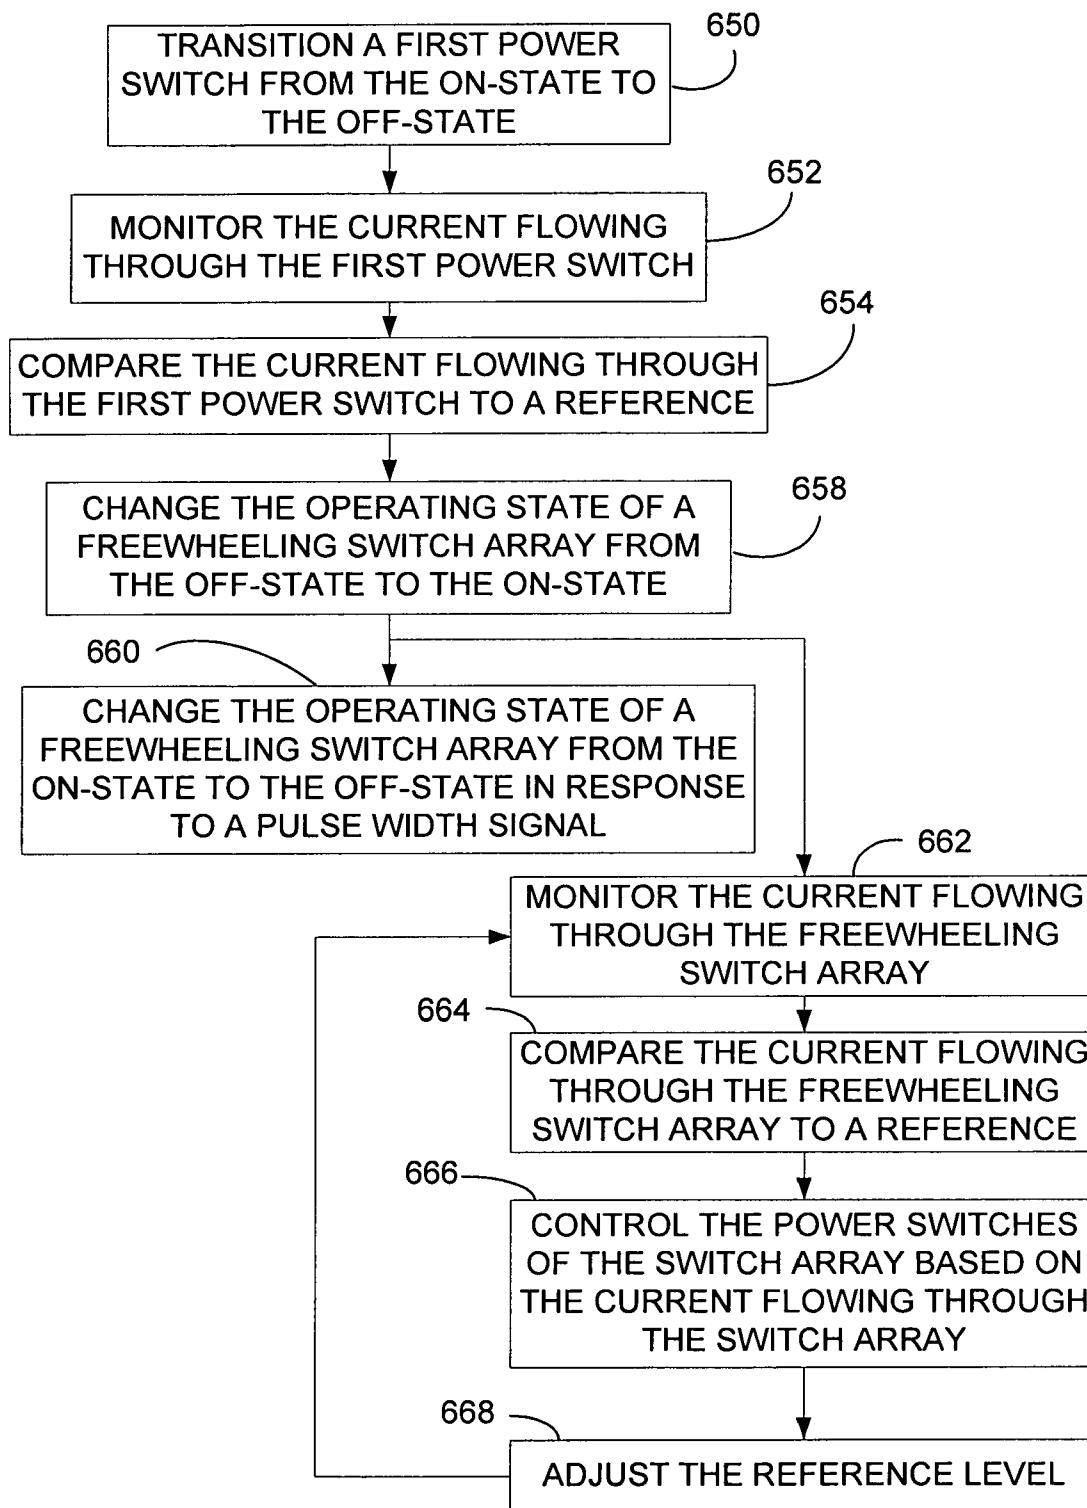 650
TRANSITION A FIRST POWER
SWITCH FROM THE ON-STATE TO
THE OFF-STATE
652
MONITOR THE CURRENT FLOWING
THROUGH THE FIRST POWER SWITCH
654
COMPARE THE CURRENT FLOWING THROUGH
THE FIRST POWER SWITCH TO A REFERENCE
658
CHANGE THE OPERATING STATE OF A
FREEWHEELING SWITCH ARRAY FROM
THE OFF-STATE TO THE ON-STATE
660
CHANGE THE OPERATING STATE OF A
FREEWHEELING SWITCH ARRAY FROM THE
ON-STATE TO THE OFF-STATE IN RESPONSE
TO A PULSE WIDTH SIGNAL
662
MONITOR THE CURRENT FLOWING
THROUGH THE FREEWHEELING
SWITCH ARRAY
664
COMPARE THE CURRENT FLOWING
THROUGH THE FREEWHEELING
SWITCH ARRAY TO A REFERENCE
666
CONTROL THE POWER SWITCHES
OF THE SWITCH ARRAY BASED ON
THE CURRENT FLOWING THROUGH
THE SWITCH ARRAY
668
ADJUST THE REFERENCE LEVEL